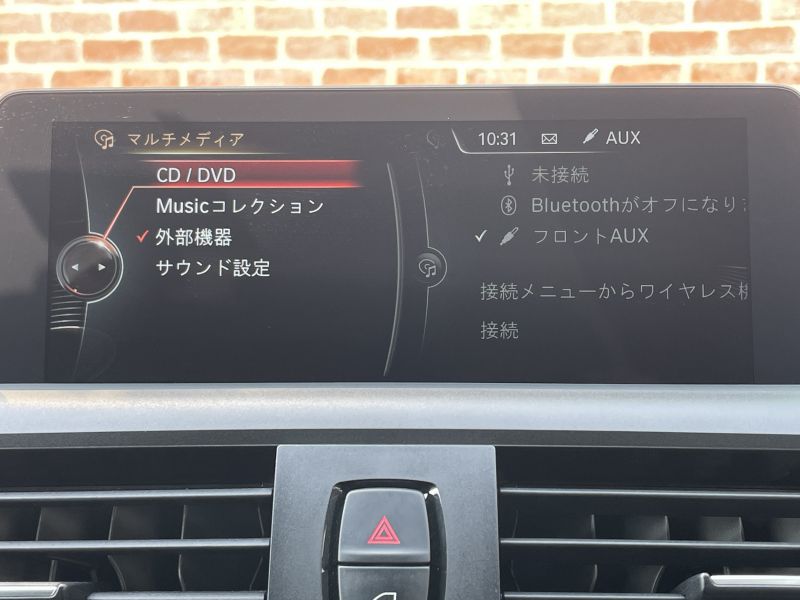 マルチメディア
10:31 AUX
CD / DVD
Musicコレクション
外部機器
サウンド設定
未接続
Bluetoothがオフになり
フロントAUX
接続メニューからワイヤレス
接続